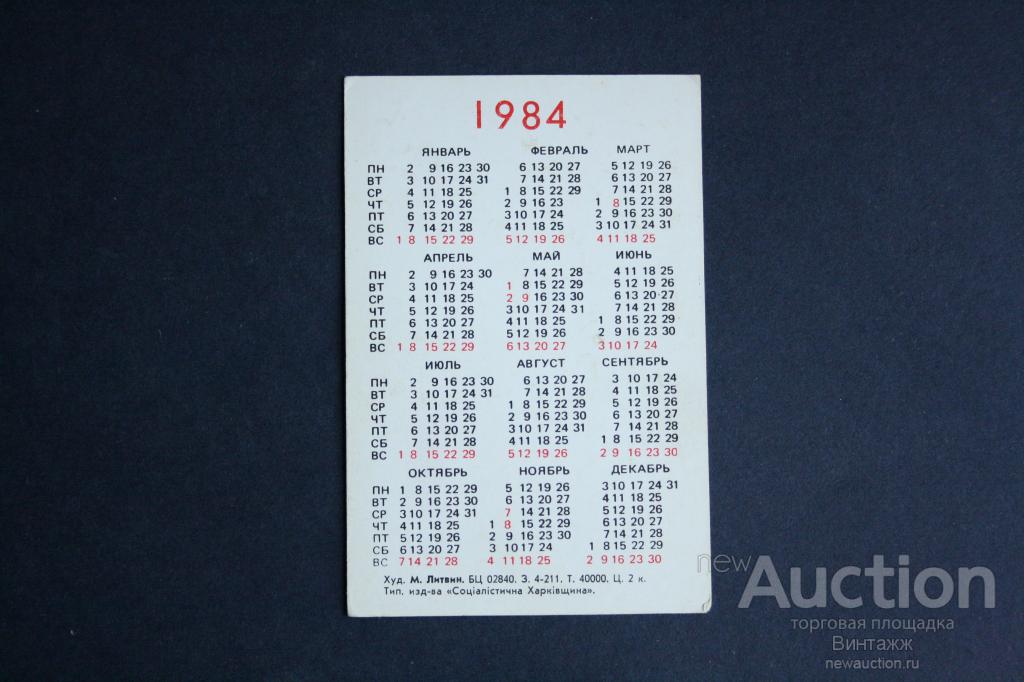 1984
ЯНВАРЬ ФЕВРАЛЬ МАРТ
ПН 2 9 16 23 30 6 13 20 27 5 12 19 26
ВТ 3 10 17 24 31 7 14 21 28 6 13 20 27
СР 4 11 18 25 1 8 15 22 29 7 14 21 28
ЧТ 5 12 19 26 2 9 16 23 1 8 15 22 29
ПТ 6 13 20 27 3 10 17 24 2 9 16 23 30
СБ 7 14 21 28 4 11 18 25 3 10 17 24 31
ВС 1 8 15 22 29 5 12 19 26 4 11 18 25
АПРЕЛЬ МАЙ ИЮНЬ
ПН 2 9 16 23 30 7 14 21 28 4 11 18 25
ВТ 3 10 17 24 1 8 15 22 29 5 12 19 26
СР 4 11 18 25 2 9 16 23 30 6 13 20 27
ЧТ 5 12 19 26 3 10 17 24 31 7 14 21 28
ПТ 6 13 20 27 4 11 18 25 1 8 15 22 29
СБ 7 14 21 28 5 12 19 26 2 9 16 23 30
ВС 1 8 15 22 29 6 13 20 27 3 10 17 24
ИЮЛЬ АВГУСТ СЕНТЯБРЬ
ПН 2 9 16 23 30 6 13 20 27 3 10 17 24
ВТ 3 10 17 24 31 7 14 21 28 4 11 18 25
СР 4 11 18 25 1 8 15 22 29 5 12 19 26
ЧТ 5 12 19 26 2 9 16 23 30 6 13 20 27
ПТ 6 13 20 27 3 10 17 24 31 7 14 21 28
СБ 7 14 21 28 4 11 18 25 1 8 15 22 29
ВС 1 8 15 22 29 5 12 19 26 2 9 16 23 30
ОКТЯБРЬ НОЯБРЬ ДЕКАБРЬ
ПН 1 8 15 22 29 5 12 19 26 3 10 17 24 31
ВТ 2 9 16 23 30 6 13 20 27 4 11 18 25
СР 3 10 17 24 31 7 14 21 28 5 12 19 26
ЧТ 4 11 18 25 1 8 15 22 29 6 13 20 27
ПТ 5 12 19 26 2 9 16 23 30 7 14 21 28
СБ 6 13 20 27 3 10 17 24 1 8 15 22 29
ВС 7 14 21 28 4 11 18 25 2 9 16 23 30
Худ. М. Литвин. БЦ 02840. З. 4-211. Т. 40000. Ц. 2 к.
Тип. изд-ва «Соціалістична Харківщина».
newAuction
торговая площадка
Винтажж
newauction.ru